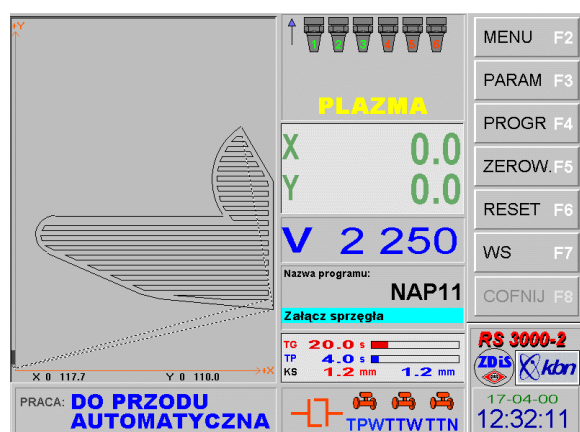 +Y
1 2 3 4 5 6
PLAZMA
X 0.0
Y 0.0
V 2 250
Nazwa programu:
NAP11
Załącz sprzęgła
TG 20.0 s
TP 4.0 s
KS 1.2 mm 1.2 mm
X 0 117.7 Y 0 110.0 +X
PRACA: DO PRZODU
AUTOMATYCZNA
TPW TTW TTN
MENU F2
PARAM F3
PROGR F4
ZEROW. F5
RESET F6
WS F7
COFNIJ F8
RS 3000-2
ZDiS kbn
17-04-00
12:32:11